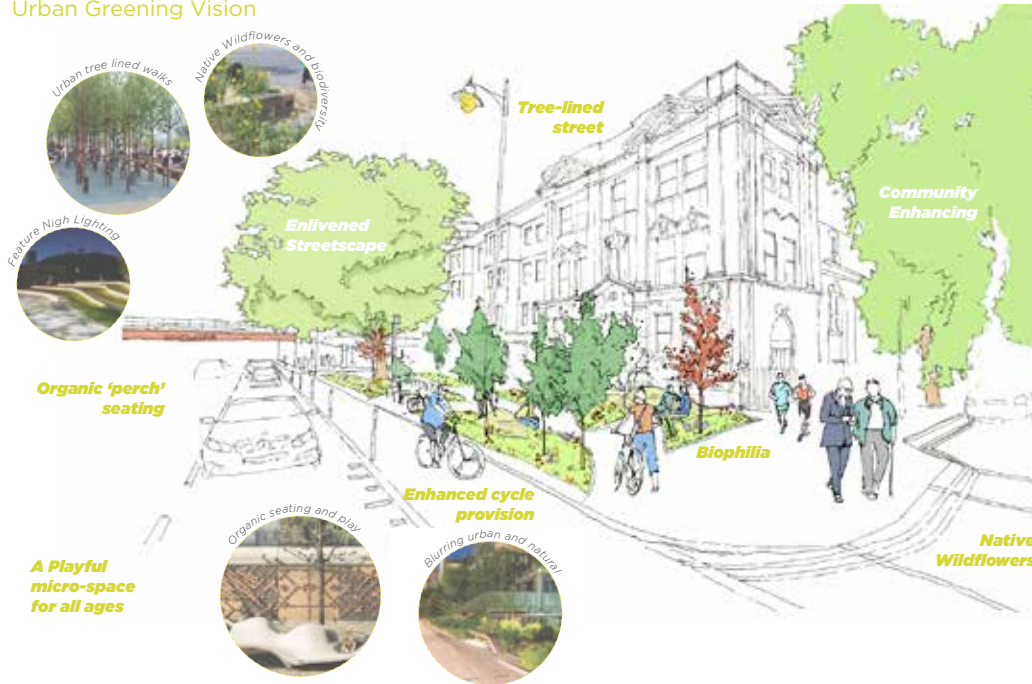 Urban Greening Vision
Urban tree lined walks
Native Wildflowers and biodiversity
Tree-lined
street
Community
Enhancing
Enlivened
Streetscape
Feature Nigh Lighting
Organic ‘perch’
seating
Biophilia
Enhanced cycle
provision
Organic seating and play
Blurring urban and natural
Native
Wildflowers
A Playful
micro-space
for all ages